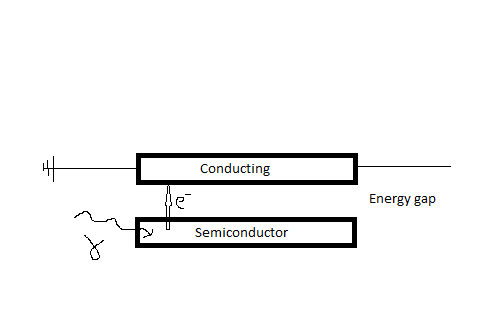 Conducting
Energy gap
e⁻
Semiconductor
γ